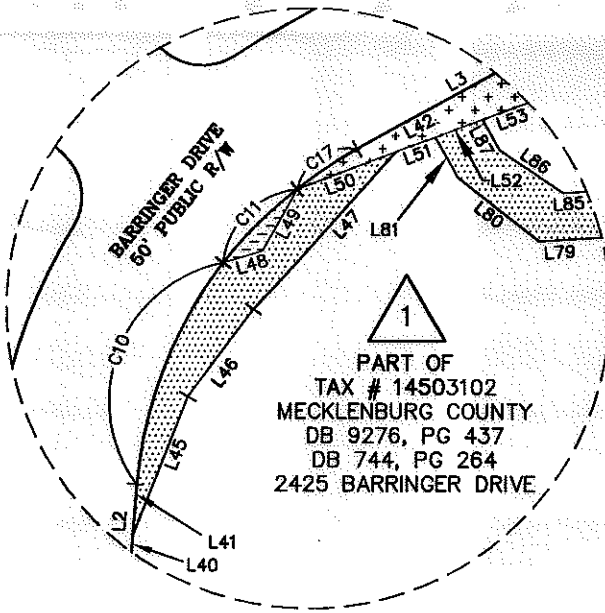 L3
C17
L42
L53
L87
L86
L51
L50
L52
L85
BARRINGER DRIVE
50' PUBLIC R/W
C11
L49
L47
L81
L80
L48
L79
C10
L46
1
PART OF
TAX # 14503102
MECKLENBURG COUNTY
DB 9276, PG 437
DB 744, PG 264
2425 BARRINGER DRIVE
L45
L2
L41
L40